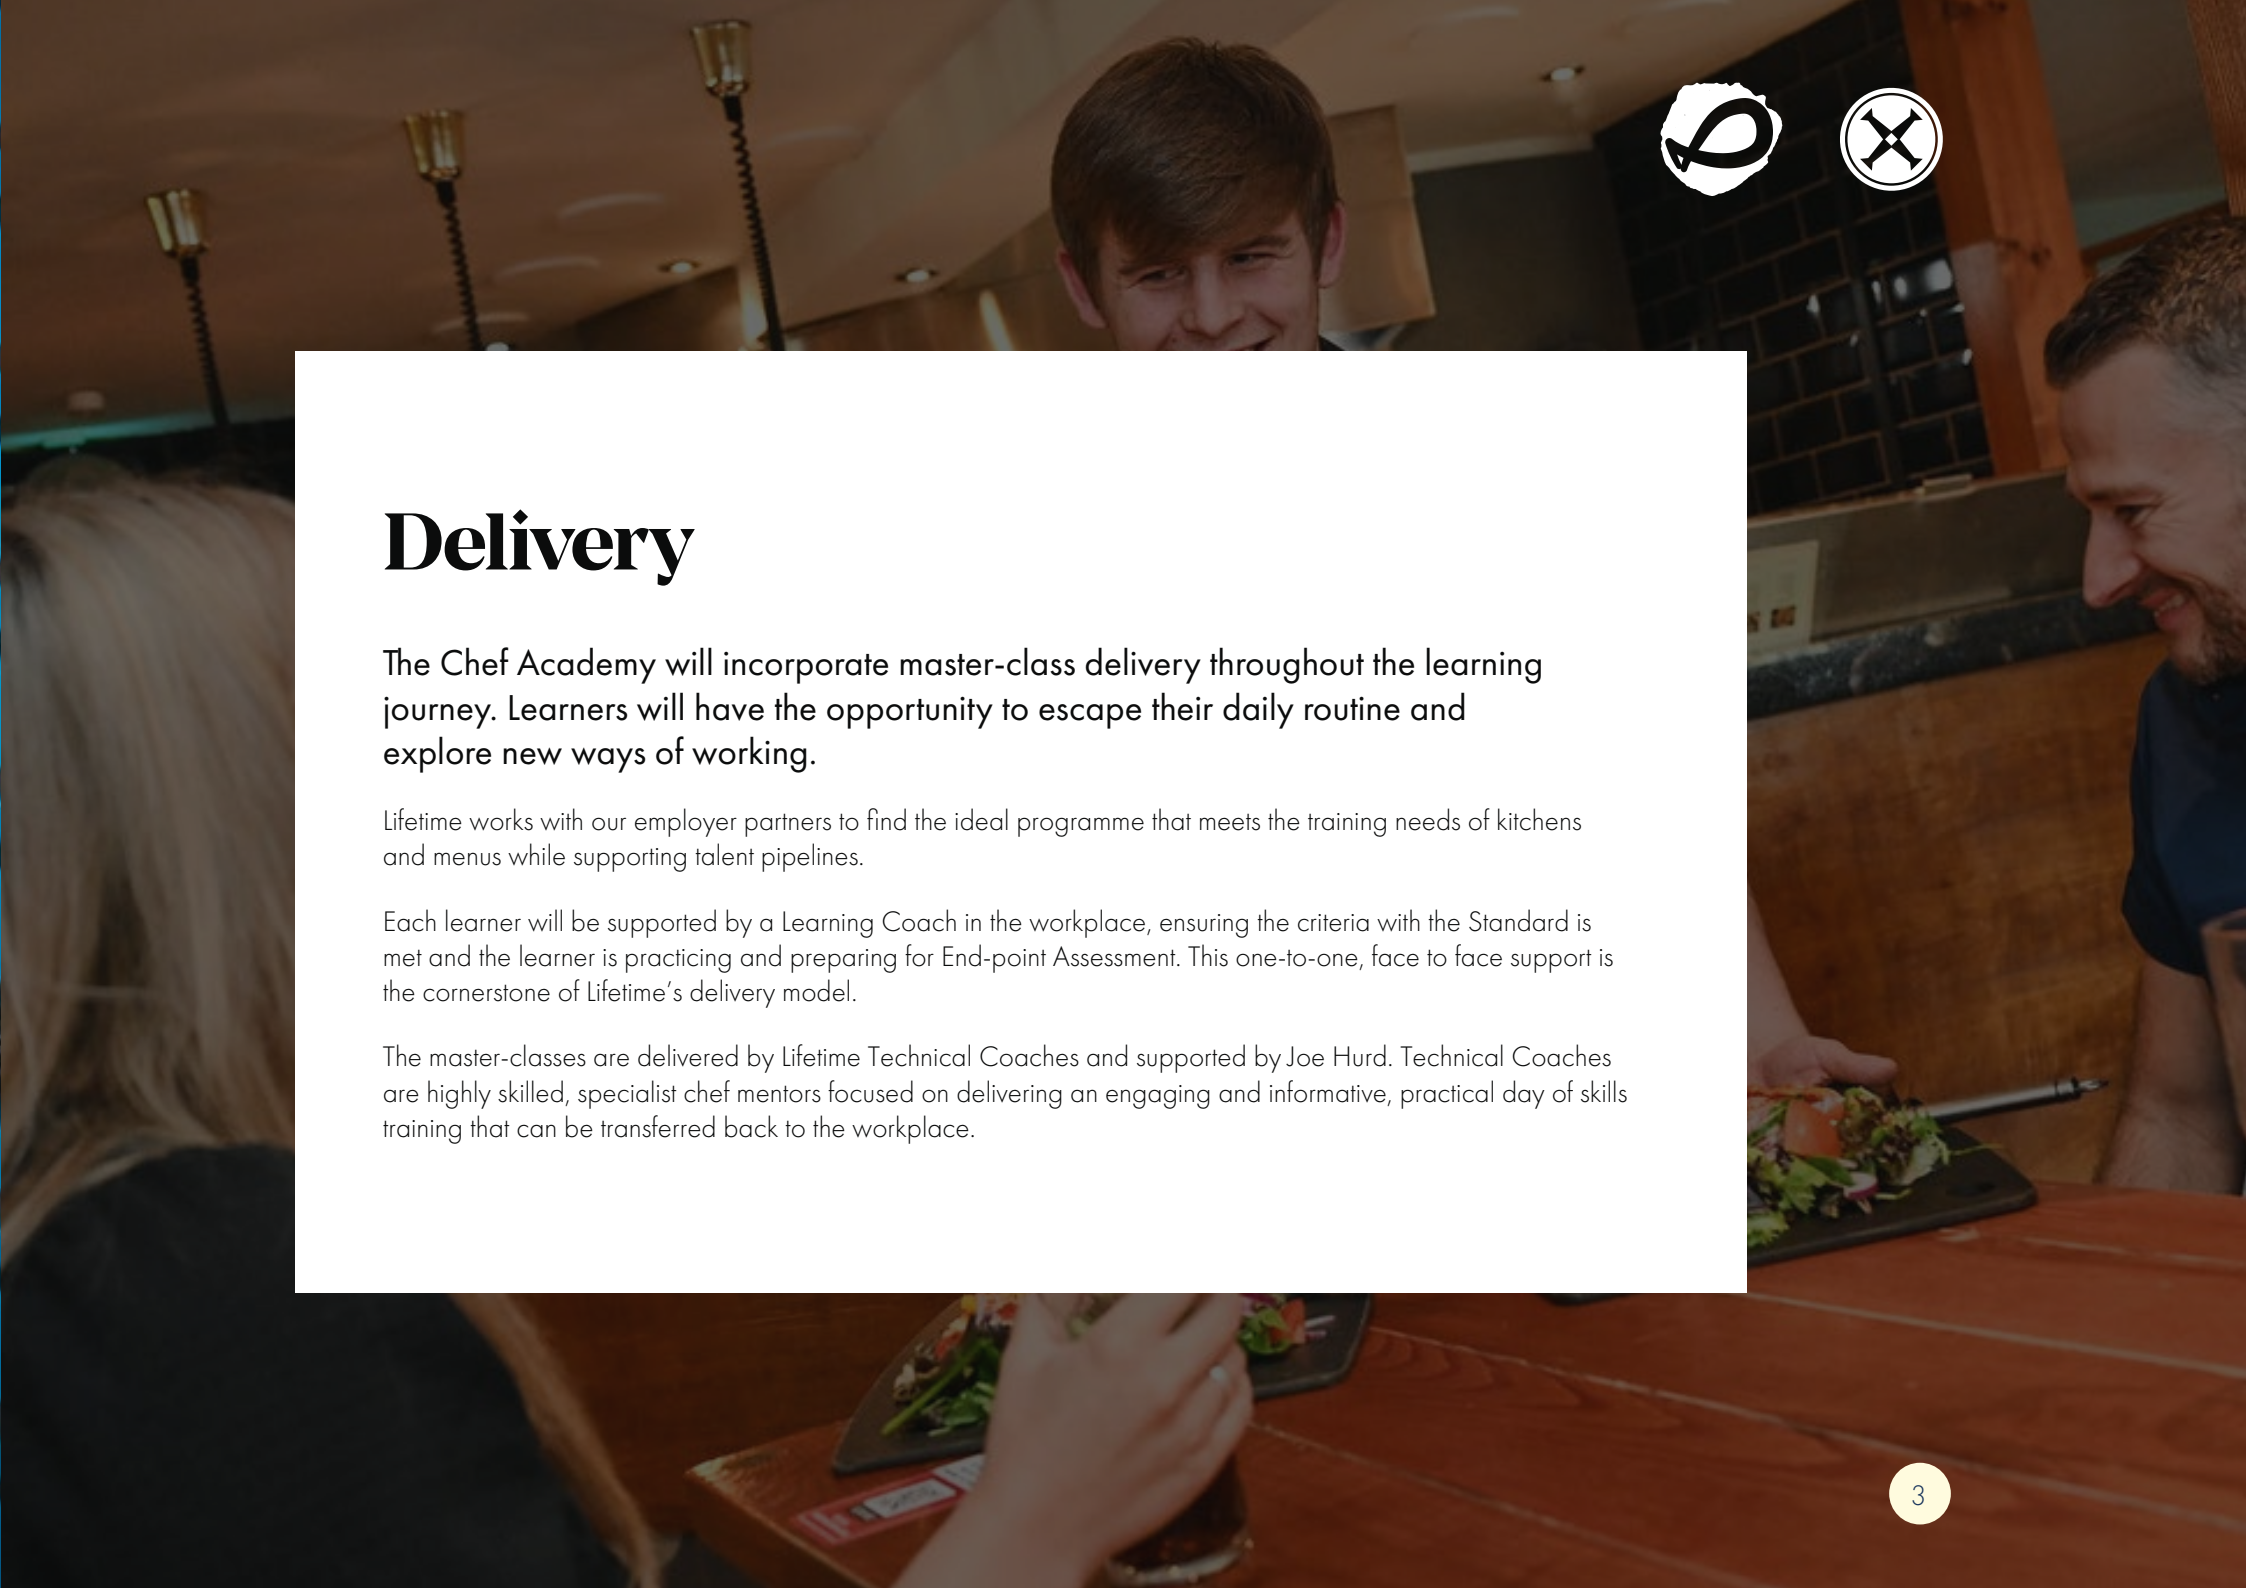 Delivery
The Chef Academy will incorporate master-class delivery throughout the learning
journey. Learners will have the opportunity to escape their daily routine and
explore new ways of working.
Lifetime works with our employer partners to find the ideal programme that meets the training needs of kitchens
and menus while supporting talent pipelines.
Each learner will be supported by a Learning Coach in the workplace, ensuring the criteria with the Standard is
met and the learner is practicing and preparing for End-point Assessment. This one-to-one, face to face support is
the cornerstone of Lifetime’s delivery model.
The master-classes are delivered by Lifetime Technical Coaches and supported by Joe Hurd. Technical Coaches
are highly skilled, specialist chef mentors focused on delivering an engaging and informative, practical day of skills
training that can be transferred back to the workplace.
3